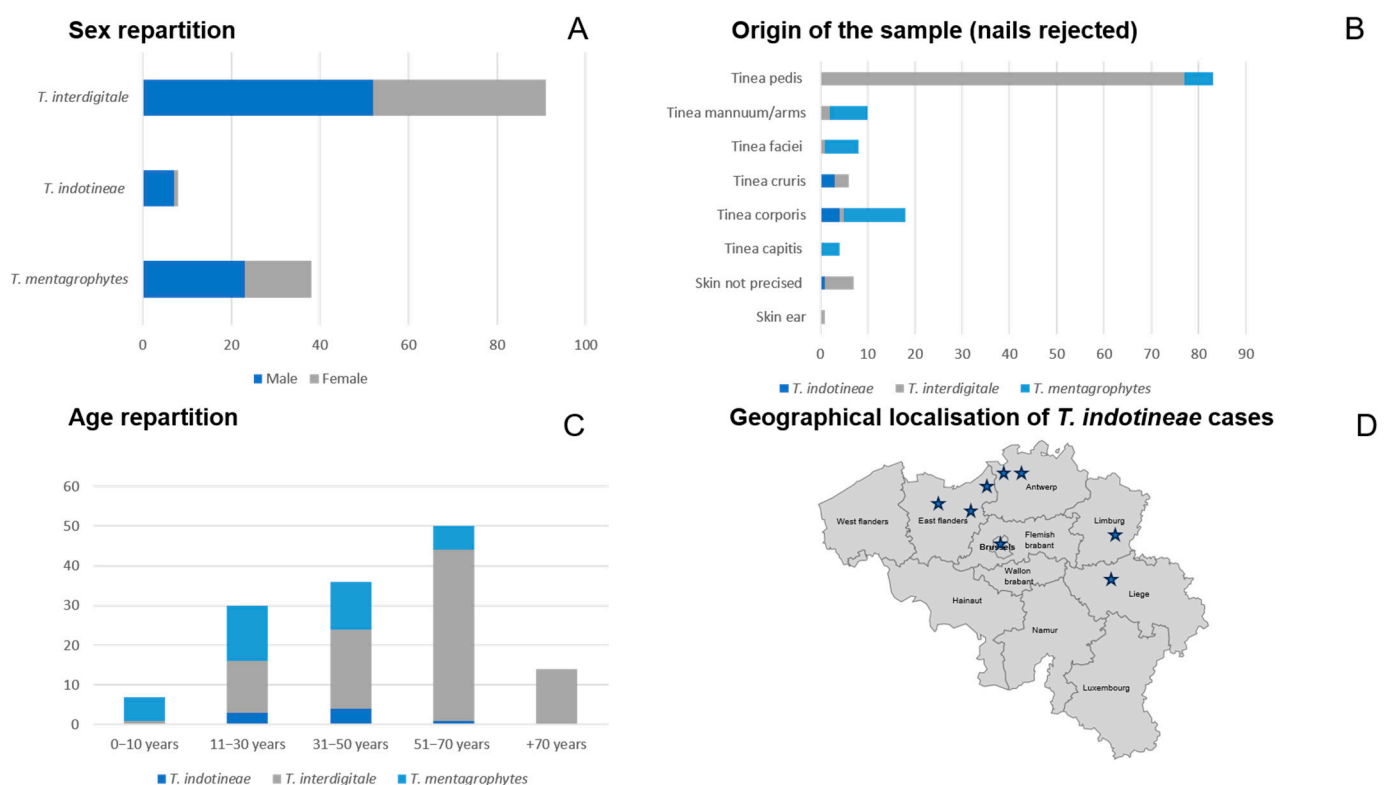 Sex repartition
A
T. interdigitale
T. indotineae
T. mentagrophytes
0 20 40 60 80 100
Male Female
Origin of the sample (nails rejected)
B
Tinea pedis
Tinea mannuum/arms
Tinea faciei
Tinea cruris
Tinea corporis
Tinea capitis
Skin not precised
Skin ear
0 10 20 30 40 50 60 70 80 90
T. indotineae T. interdigitale T. mentagrophytes
Age repartition
C
60
50
40
30
20
10
0
0–10 years 11–30 years 31–50 years 51–70 years +70 years
T. indotineae T. interdigitale T. mentagrophytes
Geographical localisation of T. indotineae cases
D
Antwerp
West flanders
East flanders
Limburg
Flemish
brabant
Brussels
Wallon
brabant
Liege
Hainaut
Namur
Luxembourg